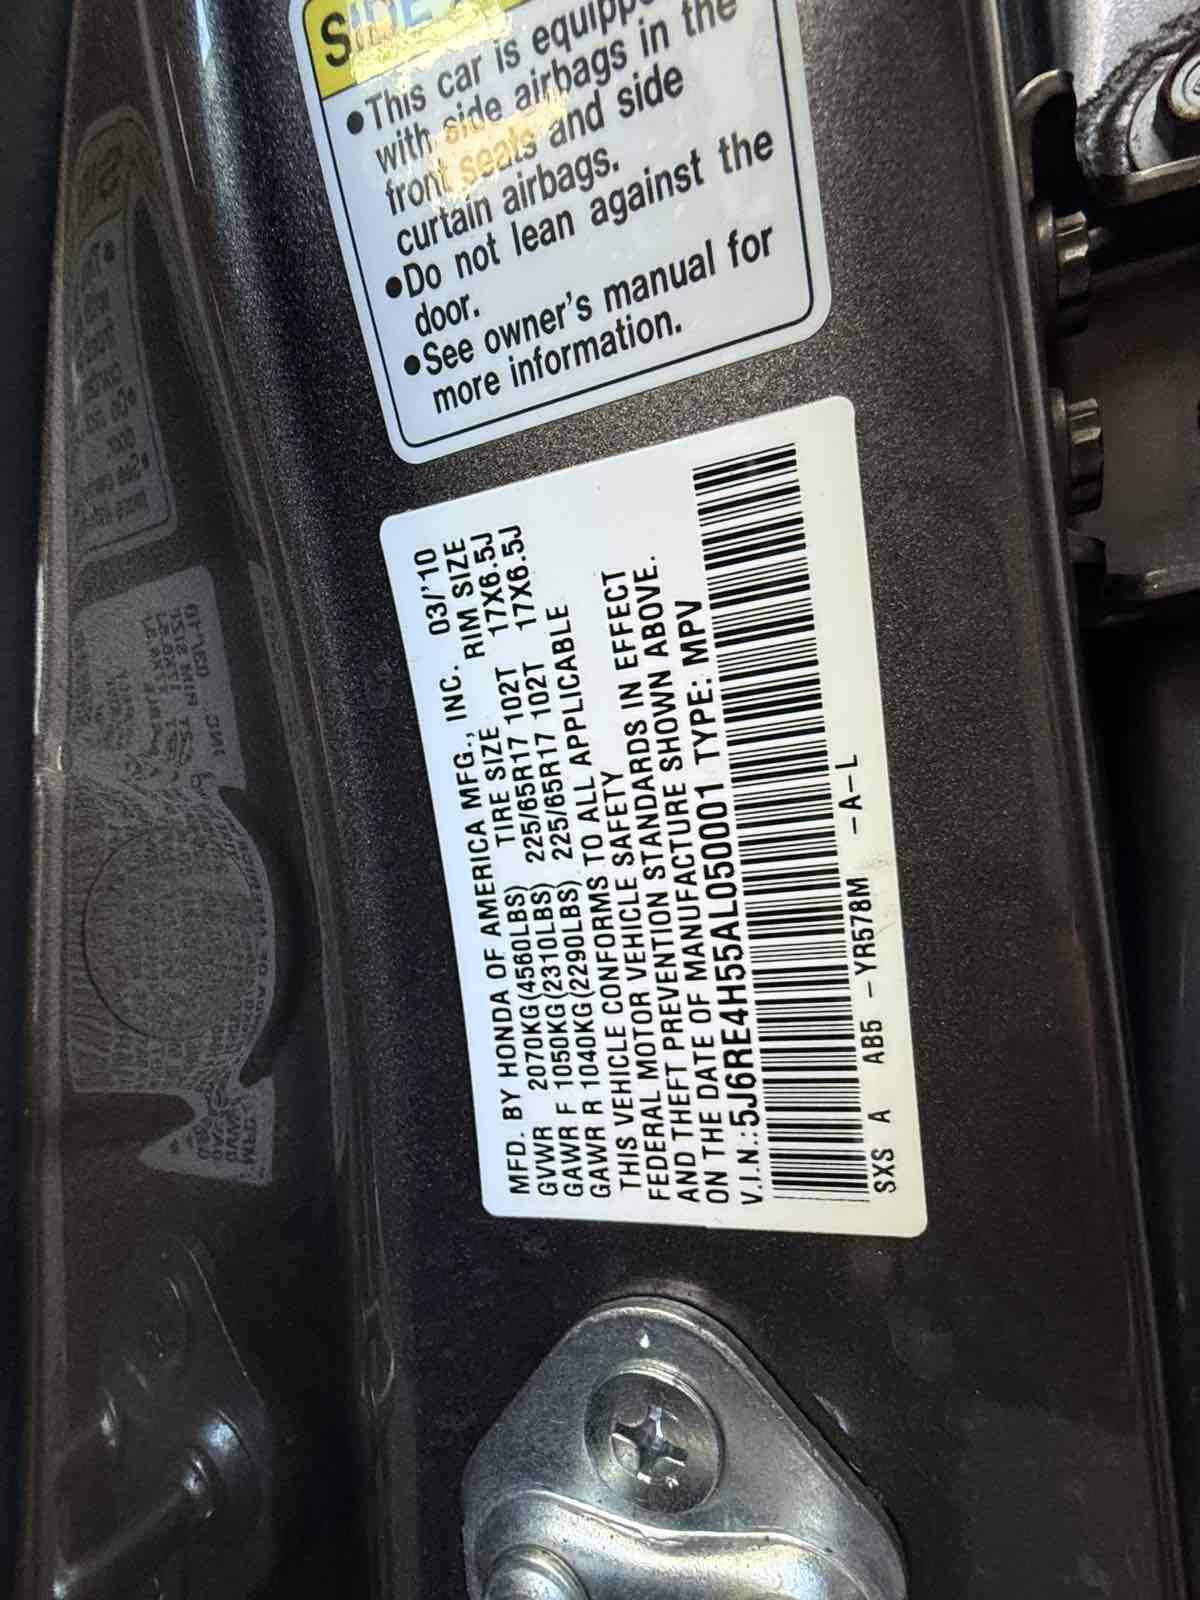 SIDE
•This car is equipp
with side airbags in the
front seats and side
curtain airbags.
•Do not lean against the
door.
•See owner's manual for
more information.
MFD. BY HONDA OF AMERICA MFG., INC. 03/'10
GVWR 2070KG(4560LBS) TIRE SIZE RIM SIZE
GAWR F 1050KG(2310LBS) 225/65R17 102T 17X6.5J
GAWR R 1040KG(2290LBS) 225/65R17 102T 17X6.5J
THIS VEHICLE CONFORMS TO ALL APPLICABLE
FEDERAL MOTOR VEHICLE SAFETY
AND THEFT PREVENTION STANDARDS IN EFFECT
ON THE DATE OF MANUFACTURE SHOWN ABOVE.
V.I.N.:5J6RE4H55AL050001 TYPE: MPV
SXS A AB5 -YR578M -A-L